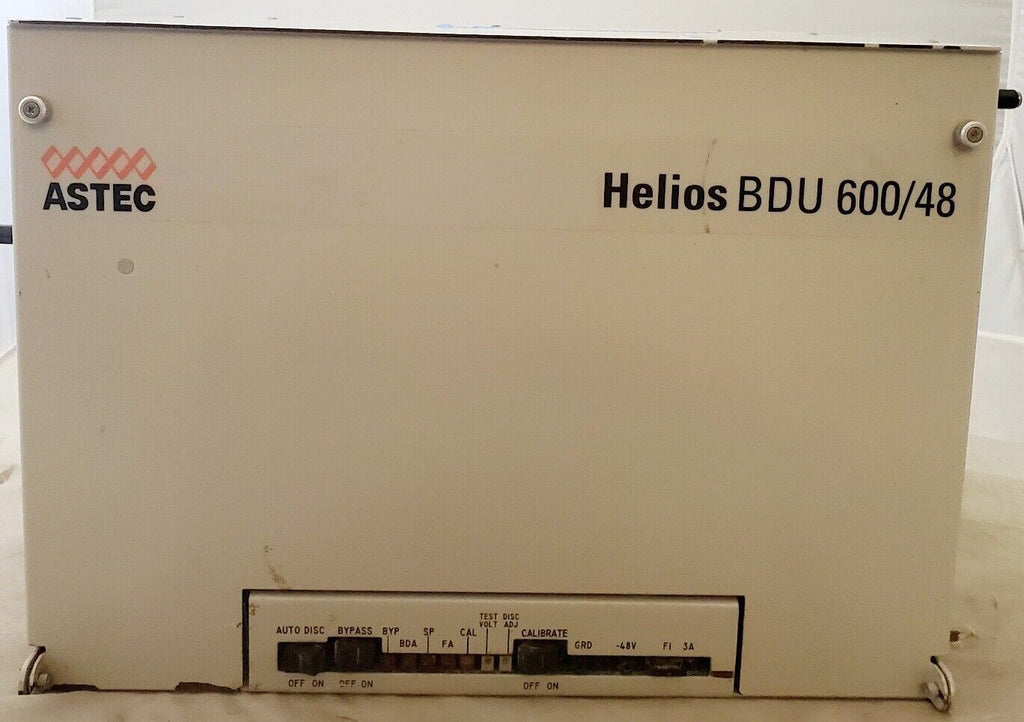 ASTEC
Helios BDU 600/48
TEST DISC
VOLT ADJ
AUTO DISC BYPASS BYP SP CAL CALIBRATE
BDA FA GRD -48V F1 3A
OFF ON OFF ON OFF ON